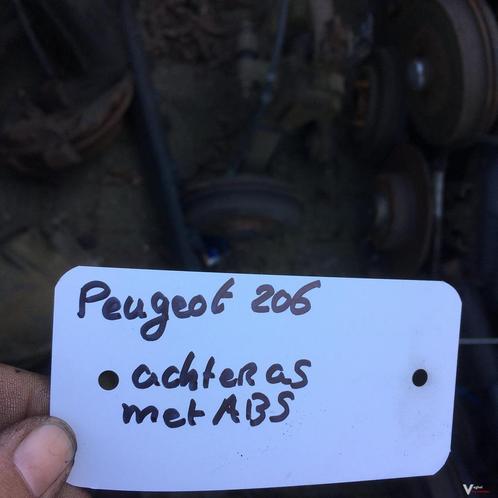 Peugeot 206
achteras
met ABS